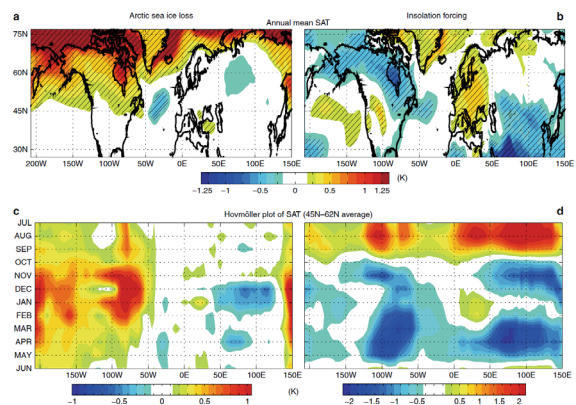 Arctic sea ice loss
Insolation forcing
a
Annual mean SAT
b
75N
60N
45N
30N
200W 150W 100W 50W 0E 50E 100E 150E
150W 100W 50W 0E 50E 100E 150E
(K)
−1.25 −1 −0.5 0 0.5 1 1.25
c
Hovmöller plot of SAT (45N–62N average)
d
JUL
AUG
SEP
OCT
NOV
DEC
JAN
FEB
MAR
APR
MAY
JUN
150W 100W 50W 0E 50E 100E 150E
150W 100W 50W 0E 50E 100E 150E
(K)
−1 −0.5 0 0.5 1
−2 −1.5 −1 −0.5 0 0.5 1 1.5 2